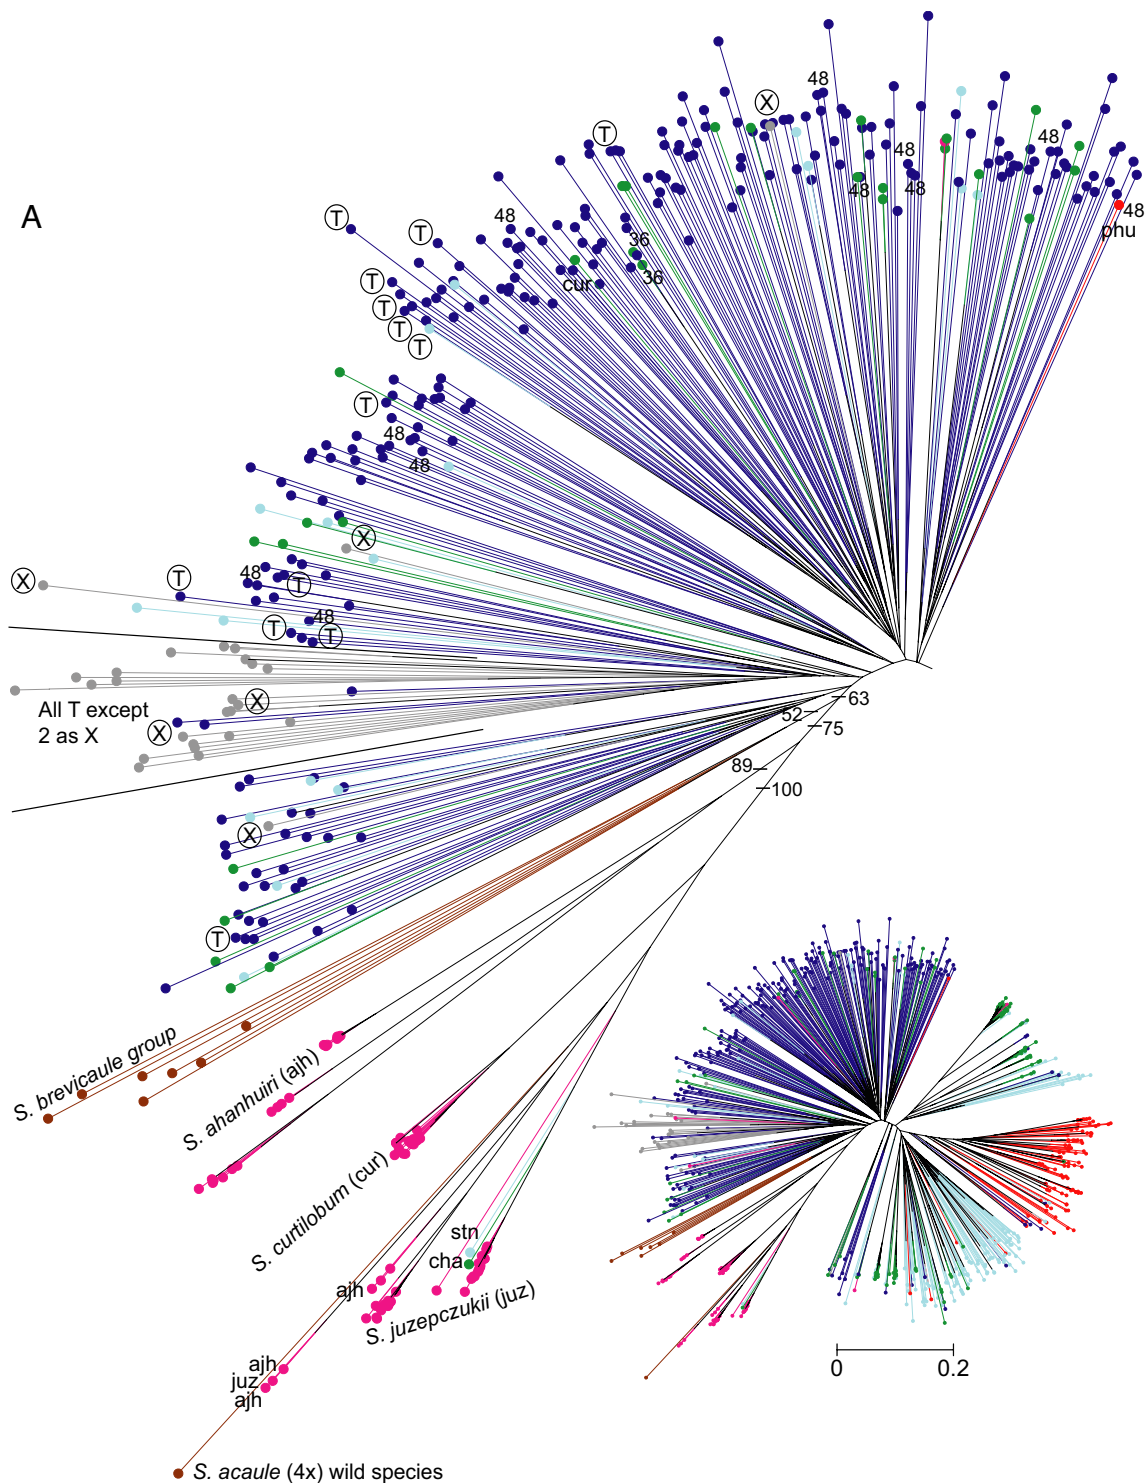 48
X
T
48
48
A
48
48
48
T
48
T
36
phu
cur
36
T
T
T
T
T
48
48
X
X
T
48
T
48
T
T
All T except
2 as X
X
X
63
52
75
89
100
X
T
S. brevicaule group
S. ahanhuiri (ajh)
S. curtilobum (cur)
stn
cha
ajh
S. juzepczukii (juz)
ajh
juz
ajh
0
0.2
S. acaule (4x) wild species